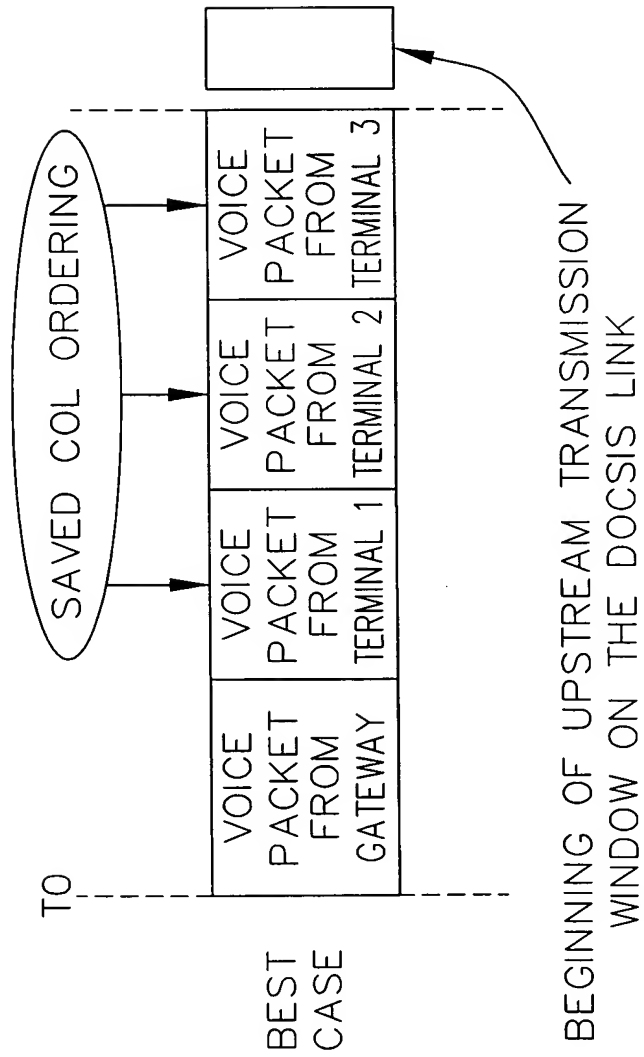 SAVED COL ORDERING
TO
BEST
CASE
VOICE
PACKET
FROM
GATEWAY
VOICE
PACKET
FROM
TERMINAL 1
VOICE
PACKET
FROM
TERMINAL 2
VOICE
PACKET
FROM
TERMINAL 3
BEGINNING OF UPSTREAM TRANSMISSION
WINDOW ON THE DOCSIS LINK